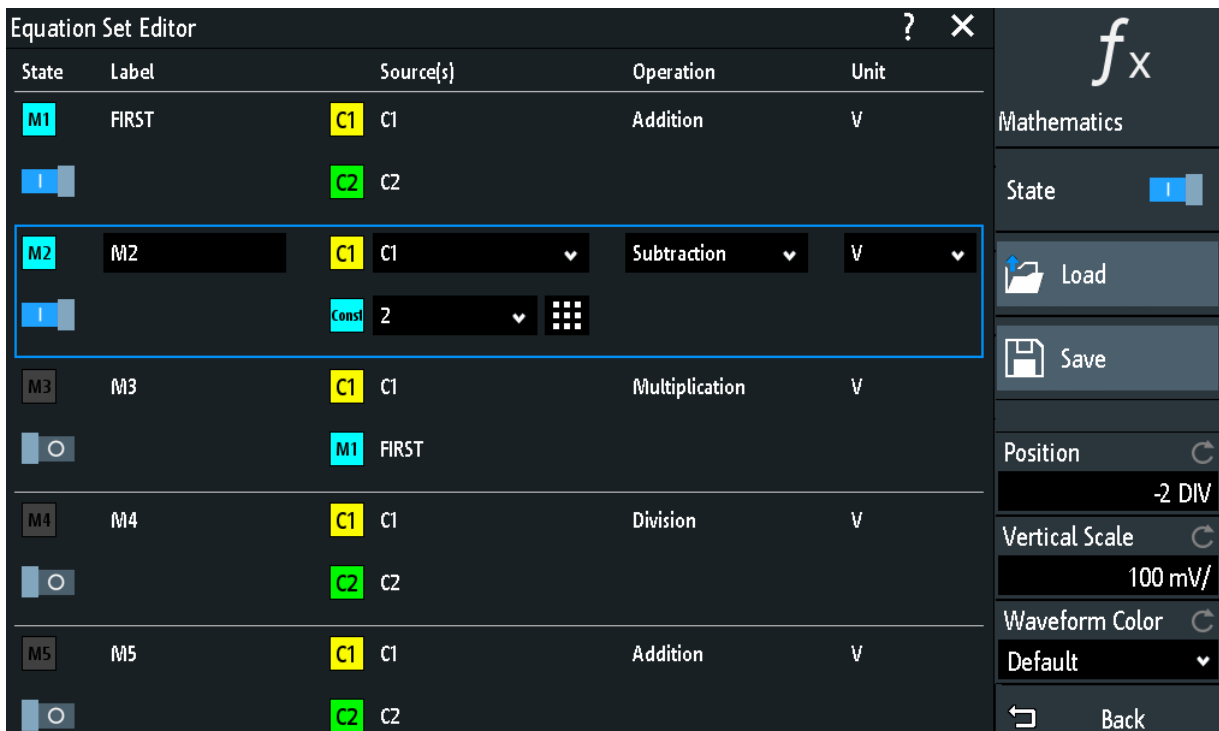 Equation Set Editor ? X
State Label Source(s) Operation Unit
M1 FIRST C1 C1 Addition V
I C2 C2
M2 M2 C1 C1 Subtraction V
I Const 2
M3 M3 C1 C1 Multiplication V
O M1 FIRST
M4 M4 C1 C1 Division V
O C2 C2
M5 M5 C1 C1 Addition V
O C2 C2
fx
Mathematics
State I
Load
Save
Position
-2 DIV
Vertical Scale
100 mV/
Waveform Color
Default
Back